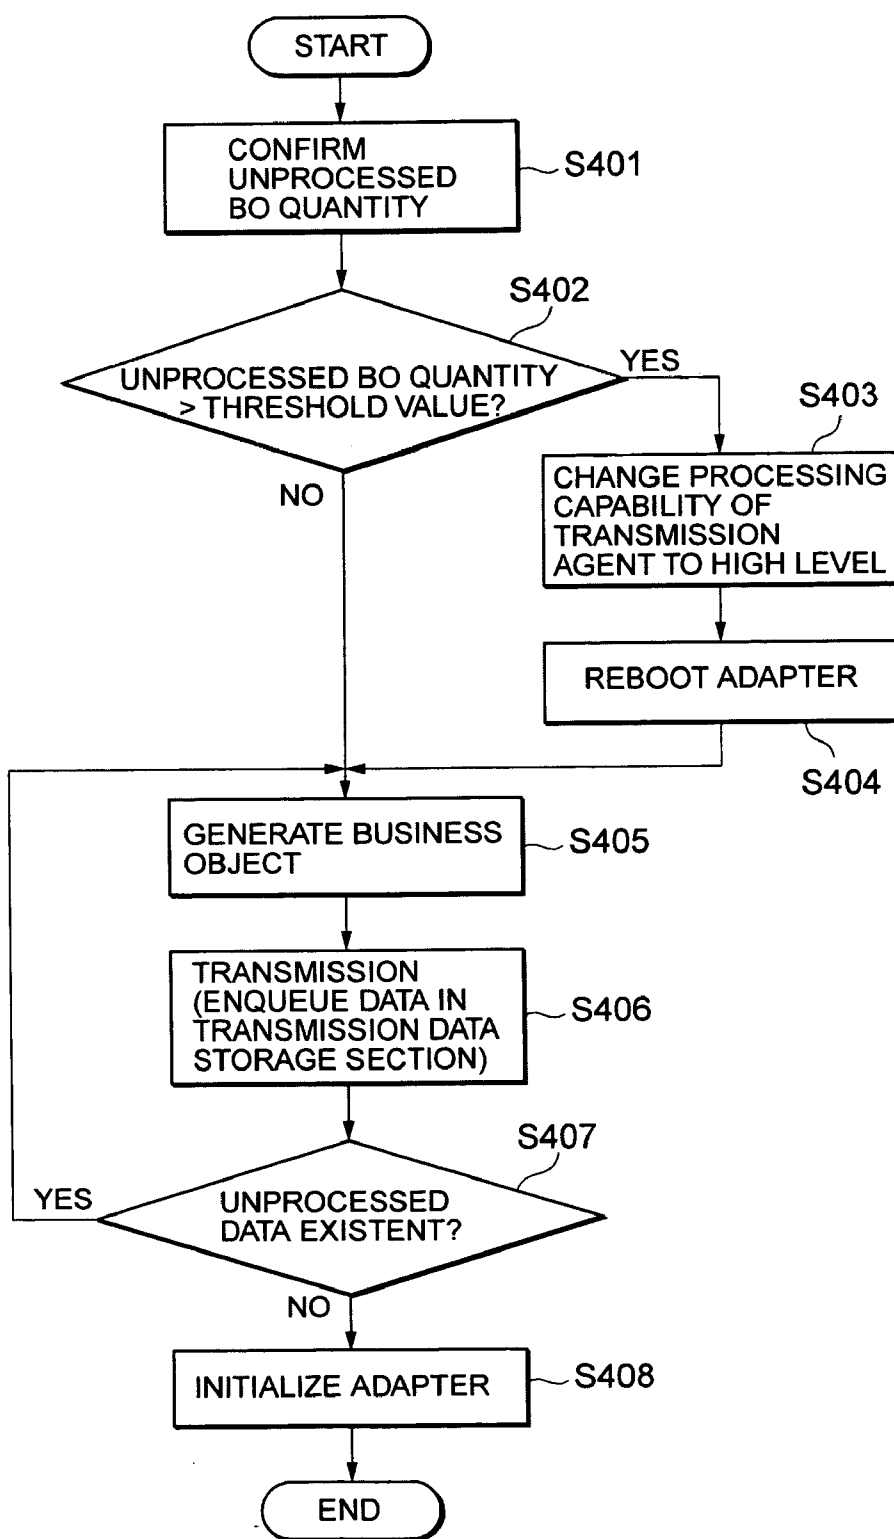 START
CONFIRM
UNPROCESSED
BO QUANTITY
S401
S402
UNPROCESSED BO QUANTITY
> THRESHOLD VALUE?
YES
NO
S403
CHANGE PROCESSING
CAPABILITY OF
TRANSMISSION
AGENT TO HIGH LEVEL
REBOOT ADAPTER
S404
GENERATE BUSINESS
OBJECT
S405
TRANSMISSION
(ENQUEUE DATA IN
TRANSMISSION DATA
STORAGE SECTION)
S406
S407
YES
UNPROCESSED
DATA EXISTENT?
NO
INITIALIZE ADAPTER
S408
END